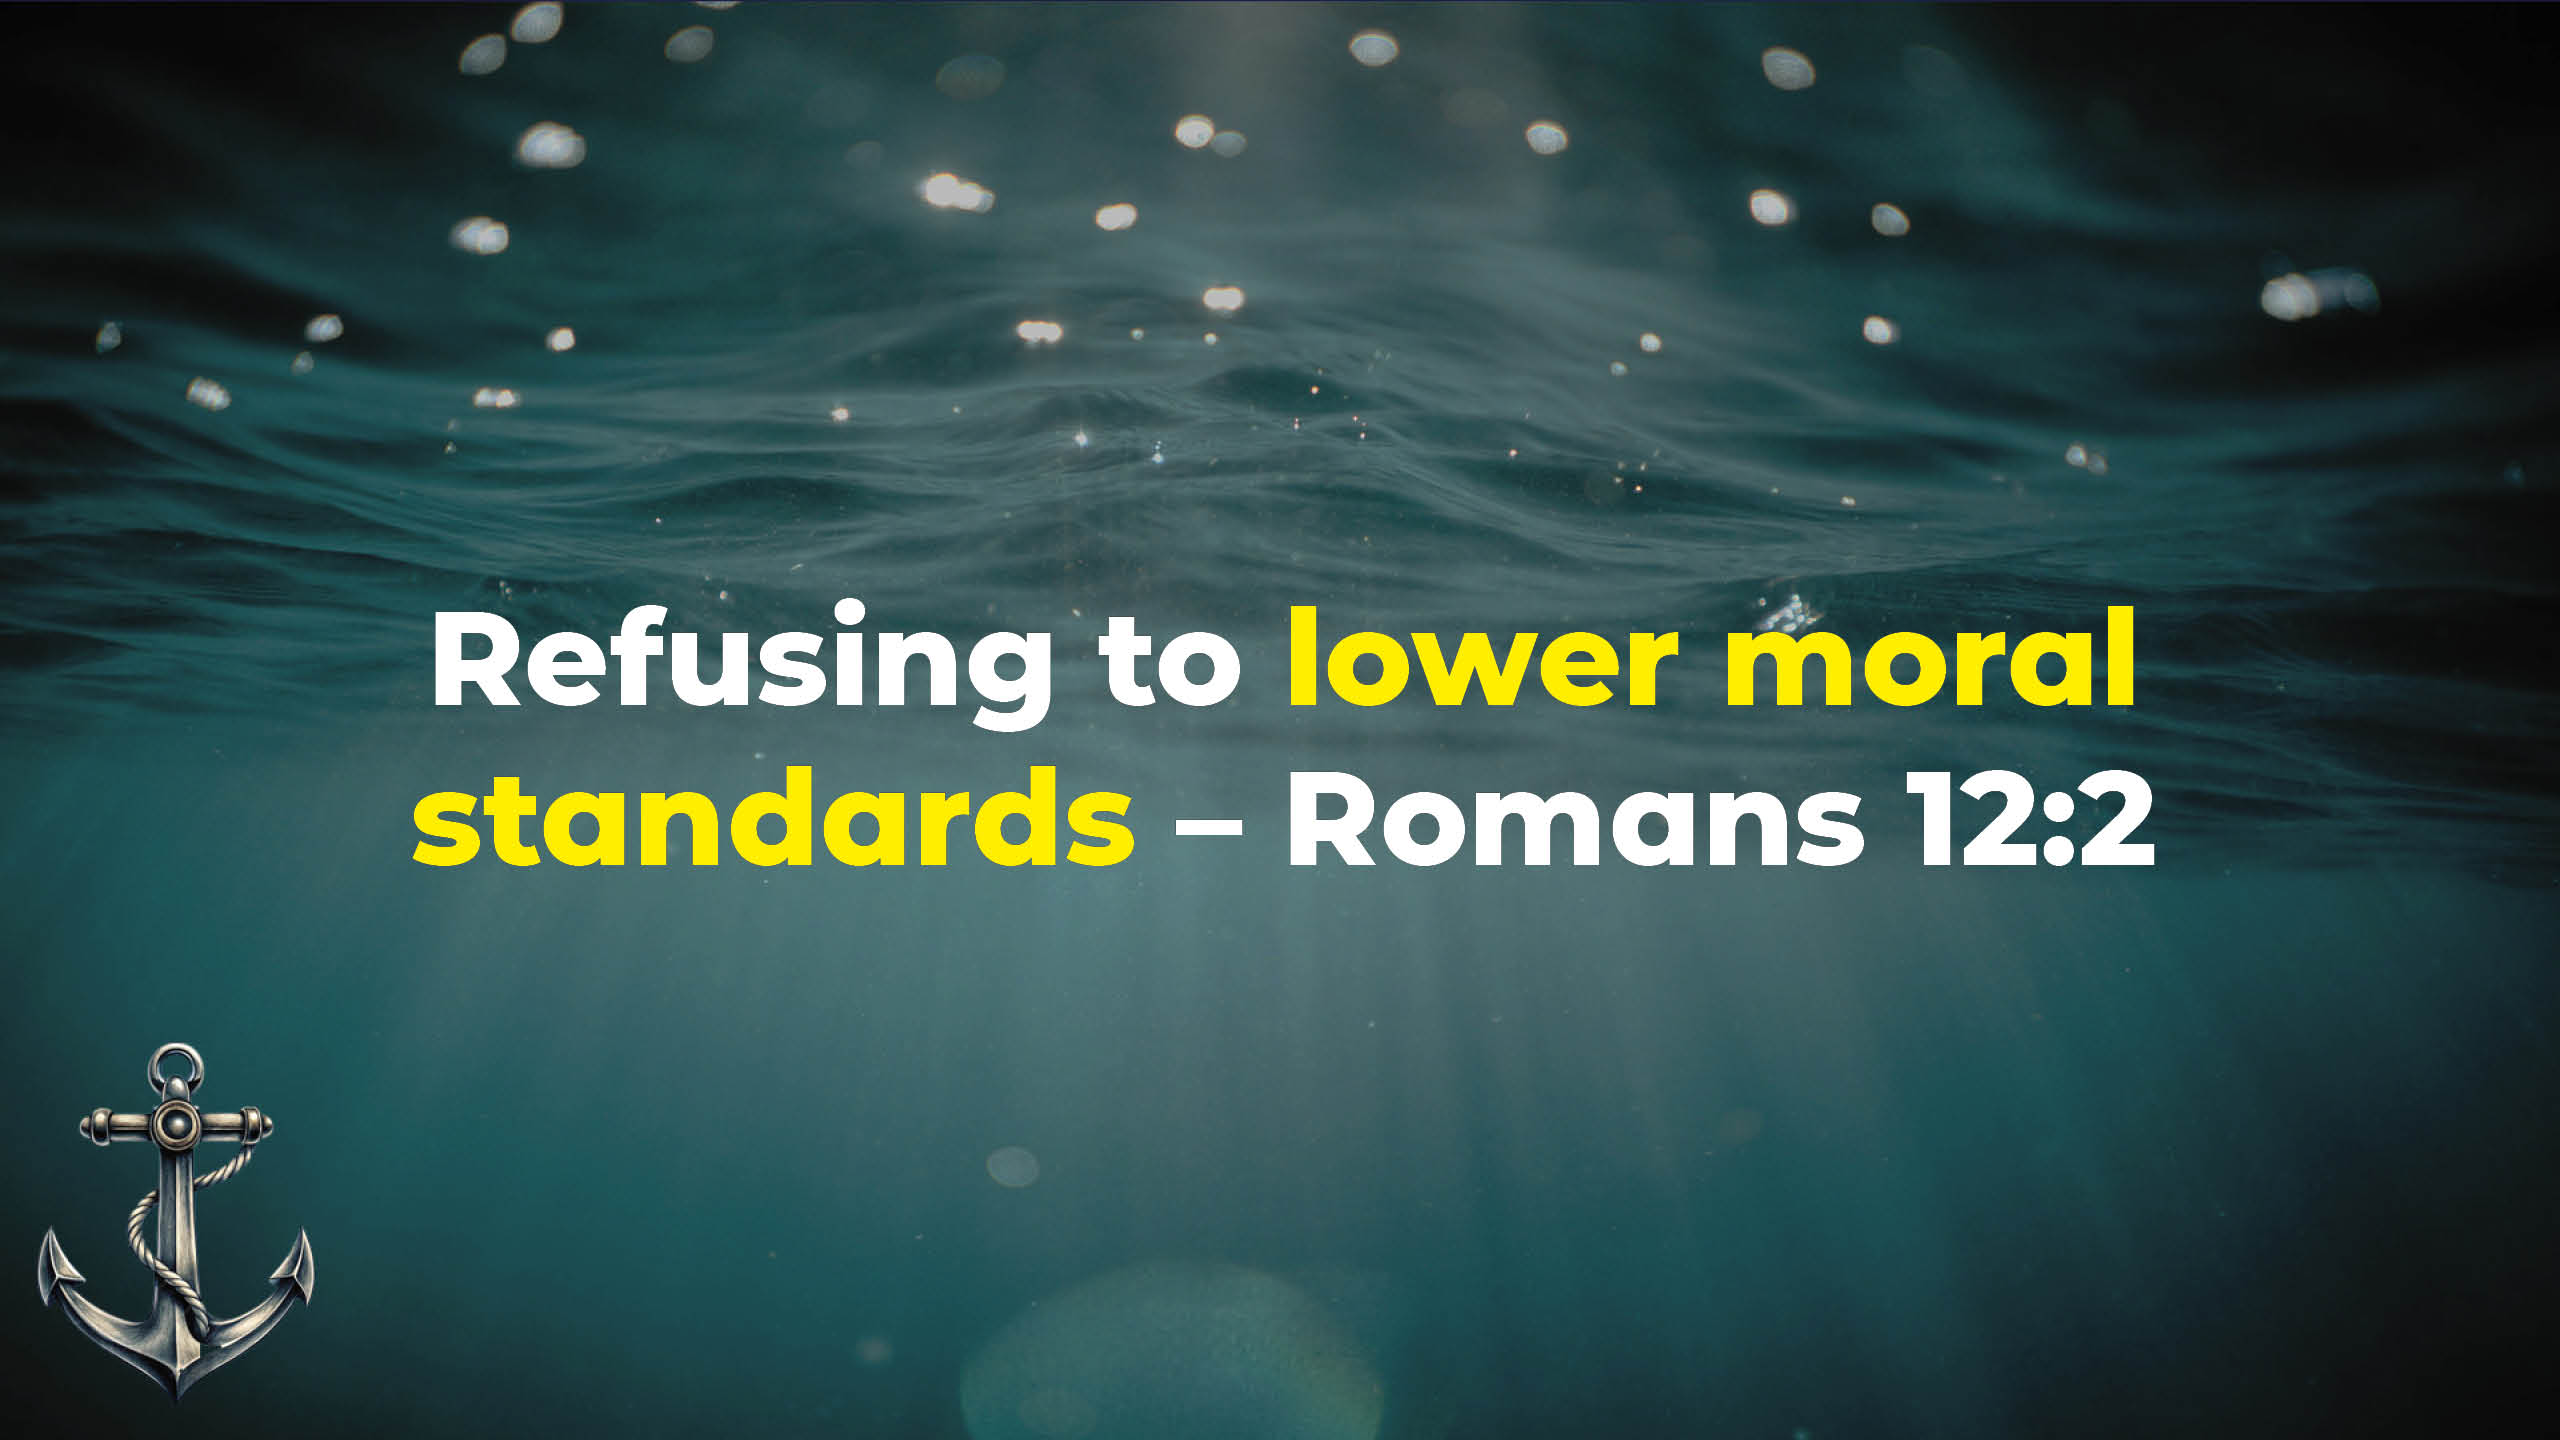 Refusing to lower moral
standards – Romans 12:2